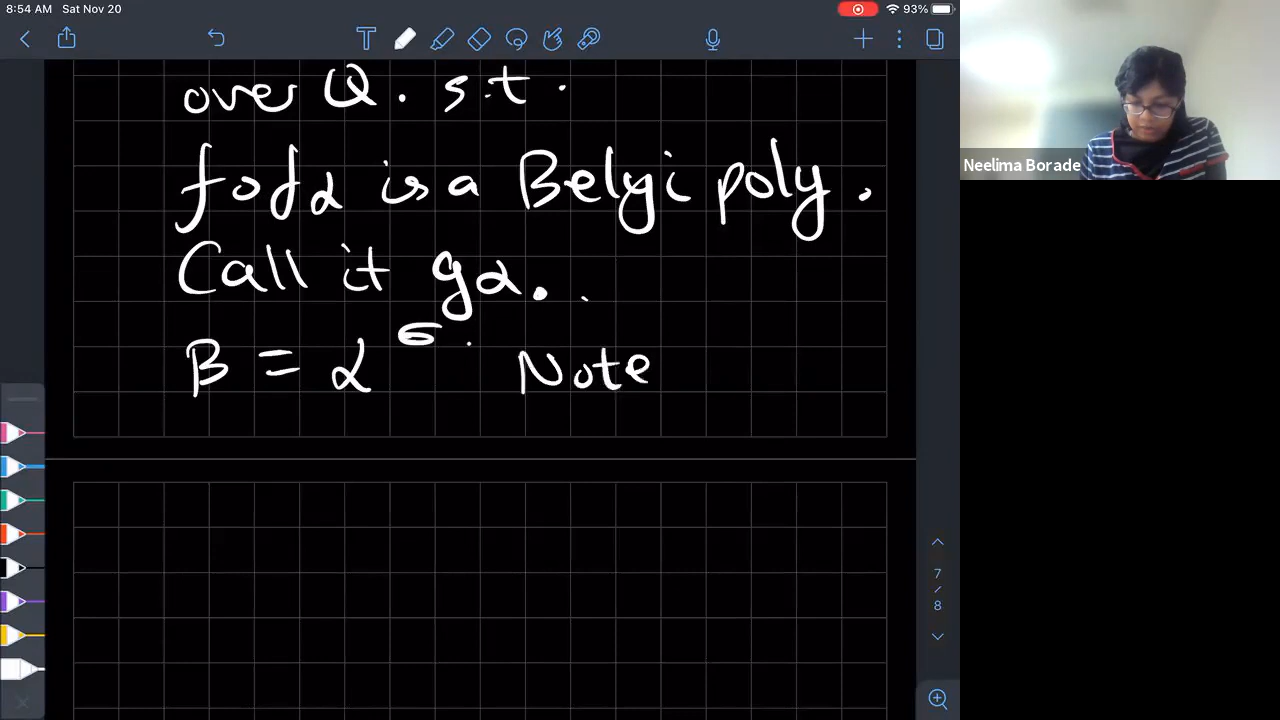 8:54 AM Sat Nov 20
93%
over Q. s.t.
f∘fα is a Belyi poly.
Call it gα.
β = α^σ. Note
7
/
8
Neelima Borade